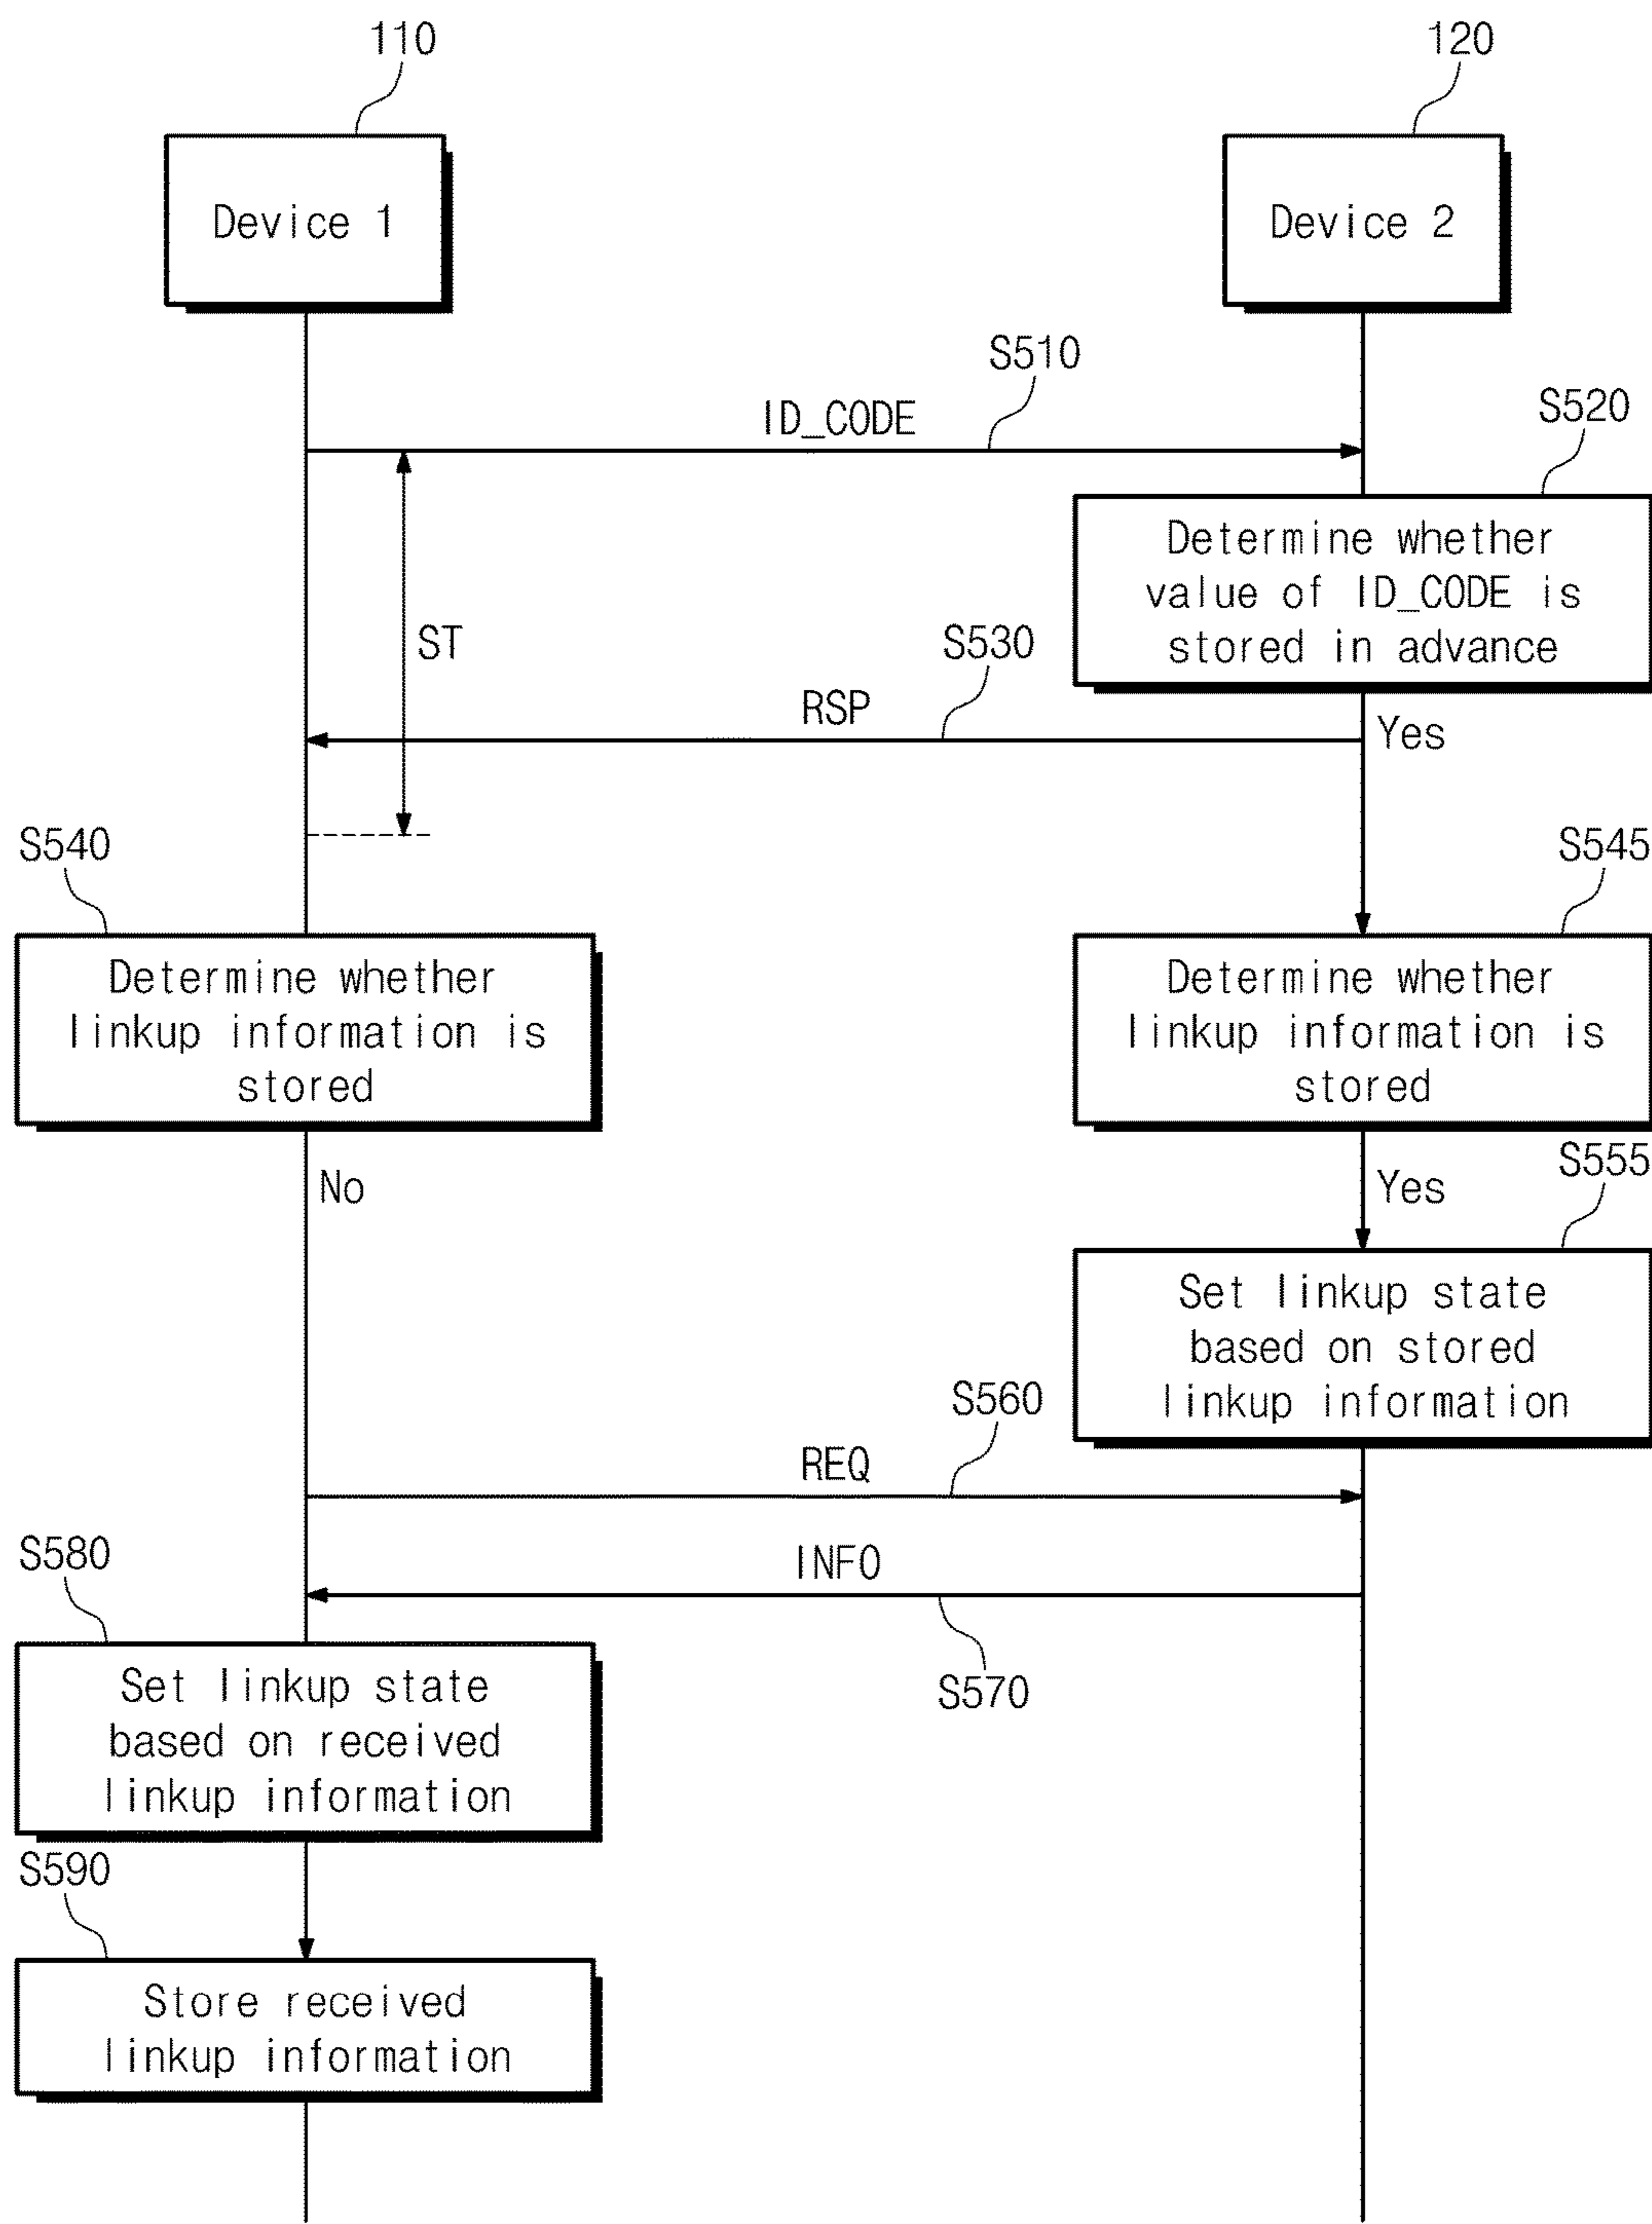 110
120
Device 1
Device 2
S510
ID_CODE
S520
Determine whether
value of ID_CODE is
stored in advance
ST
S530
RSP
Yes
S540
S545
Determine whether
linkup information is
stored
Determine whether
linkup information is
stored
No
Yes
S555
Set linkup state
based on stored
linkup information
S560
REQ
INFO
S570
S580
Set linkup state
based on received
linkup information
S590
Store received
linkup information